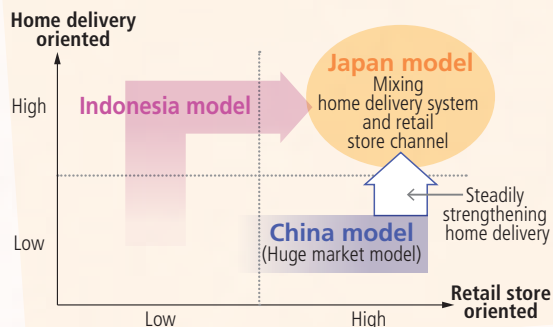 Home delivery
oriented
High
Low
Indonesia model
Japan model
Mixing
home delivery system
and retail
store channel
Steadily
strengthening
home delivery
China model
(Huge market model)
Low
High
Retail store
oriented